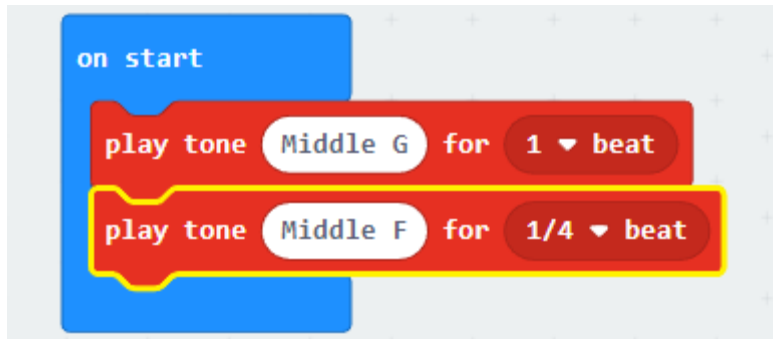 on start
play tone Middle G for 1 beat
play tone Middle F for 1/4 beat